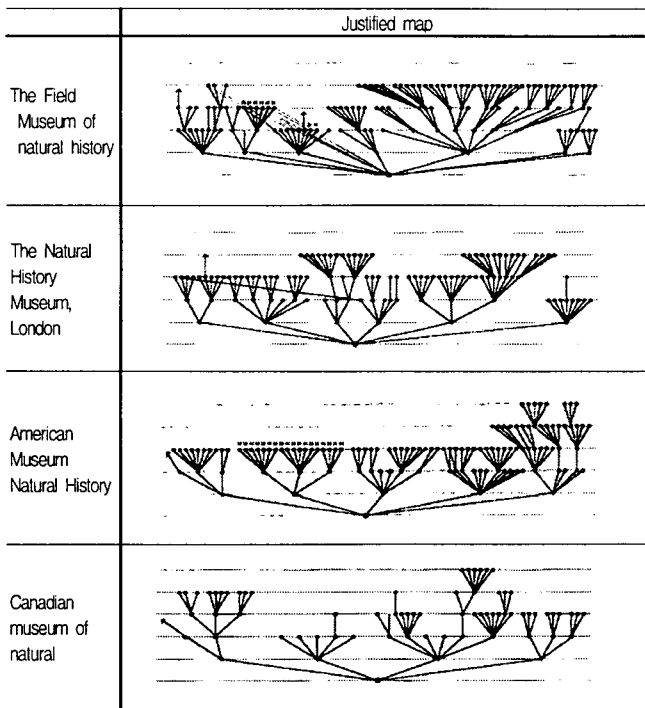 Justified map
The Field
Museum of
natural history
The Natural
History
Museum,
London
American
Museum
Natural History
Canadian
museum of
natural